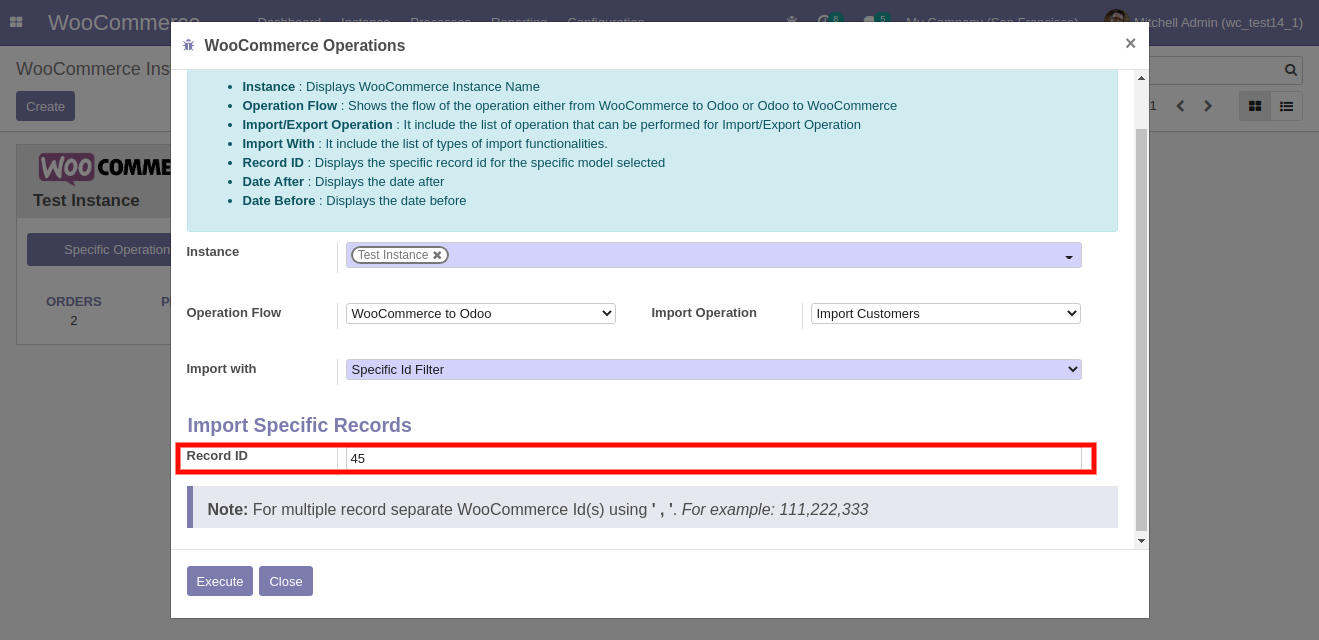 WooCommerce Dashboard Instance Processes Reporting Configuration 8 5 My Company (San Francisco) Mitchell Admin (wc_test14_1)
WooCommerce Operations ×
WooCommerce Ins
Create
1
WOO COMME
Test Instance
Specific Operation
ORDERS P
2
Instance : Displays WooCommerce Instance Name
Operation Flow : Shows the flow of the operation either from WooCommerce to Odoo or Odoo to WooCommerce
Import/Export Operation : It include the list of operation that can be performed for Import/Export Operation
Import With : It include the list of types of import functionalities.
Record ID : Displays the specific record id for the specific model selected
Date After : Displays the date after
Date Before : Displays the date before
Instance Test Instance ✖
Operation Flow WooCommerce to Odoo Import Operation Import Customers
Import with Specific Id Filter
Import Specific Records
Record ID 45
Note: For multiple record separate WooCommerce Id(s) using ' , '. For example: 111,222,333
Execute Close